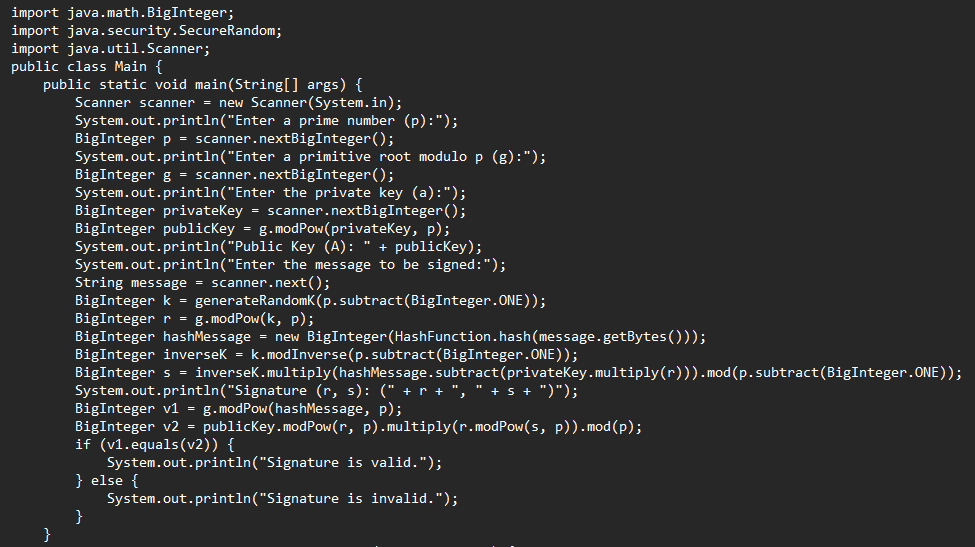 import java.math.BigInteger;
import java.security.SecureRandom;
import java.util.Scanner;
public class Main {
    public static void main(String[] args) {
        Scanner scanner = new Scanner(System.in);
        System.out.println("Enter a prime number (p):");
        BigInteger p = scanner.nextBigInteger();
        System.out.println("Enter a primitive root modulo p (g):");
        BigInteger g = scanner.nextBigInteger();
        System.out.println("Enter the private key (a):");
        BigInteger privateKey = scanner.nextBigInteger();
        BigInteger publicKey = g.modPow(privateKey, p);
        System.out.println("Public Key (A): " + publicKey);
        System.out.println("Enter the message to be signed:");
        String message = scanner.next();
        BigInteger k = generateRandomK(p.subtract(BigInteger.ONE));
        BigInteger r = g.modPow(k, p);
        BigInteger hashMessage = new BigInteger(HashFunction.hash(message.getBytes()));
        BigInteger inverseK = k.modInverse(p.subtract(BigInteger.ONE));
        BigInteger s = inverseK.multiply(hashMessage.subtract(privateKey.multiply(r))).mod(p.subtract(BigInteger.ONE));
        System.out.println("Signature (r, s): (" + r + ", " + s + ")");
        BigInteger v1 = g.modPow(hashMessage, p);
        BigInteger v2 = publicKey.modPow(r, p).multiply(r.modPow(s, p)).mod(p);
        if (v1.equals(v2)) {
            System.out.println("Signature is valid.");
        } else {
            System.out.println("Signature is invalid.");
        }
    }